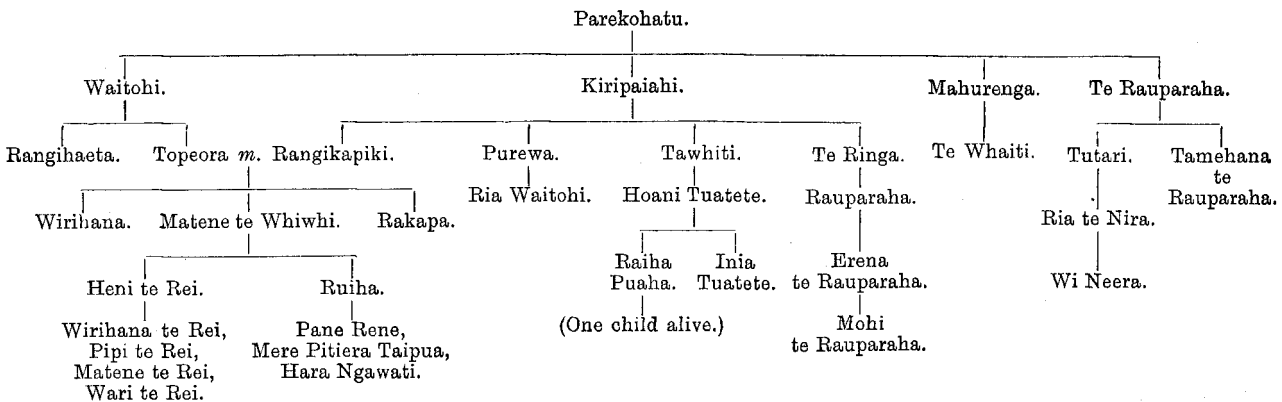 Parekohatu.
Waitohi. Kiripaiahi. Mahurenga. Te Rauparaha.
Rangihaeta. Topeora m. Rangikapiki. Purewa. Tawhiti. Te Ringa. Te Whaiti. Tutari. Tamehana
te
Rauparaha.
Wirihana. Matene te Whiwhi. Rakapa. Ria Waitohi. Hoani Tuatete. Rauparaha. Ria te Nira.
Heni te Rei. Ruiha. Raiha
Puaha. Inia
Tuatete. Erena
te Rauparaha. Wi Neera.
Wirihana te Rei,
Pipi te Rei,
Matene te Rei,
Wari te Rei.
Pane Rene,
Mere Pitiera Taipua,
Hara Ngawati.
(One child alive.)
Mohi
te Rauparaha.